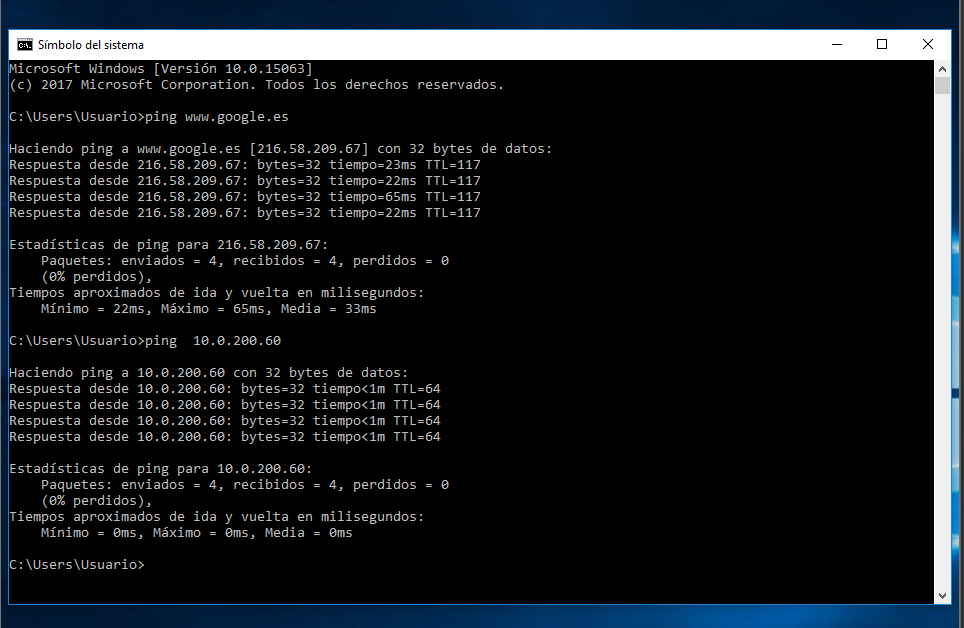 Símbolo del sistema
Microsoft Windows [Versión 10.0.15063]
(c) 2017 Microsoft Corporation. Todos los derechos reservados.
C:\Users\Usuario>ping www.google.es
Haciendo ping a www.google.es [216.58.209.67] con 32 bytes de datos:
Respuesta desde 216.58.209.67: bytes=32 tiempo=23ms TTL=117
Respuesta desde 216.58.209.67: bytes=32 tiempo=22ms TTL=117
Respuesta desde 216.58.209.67: bytes=32 tiempo=65ms TTL=117
Respuesta desde 216.58.209.67: bytes=32 tiempo=22ms TTL=117
Estadísticas de ping para 216.58.209.67:
    Paquetes: enviados = 4, recibidos = 4, perdidos = 0
    (0% perdidos),
Tiempos aproximados de ida y vuelta en milisegundos:
    Mínimo = 22ms, Máximo = 65ms, Media = 33ms
C:\Users\Usuario>ping  10.0.200.60
Haciendo ping a 10.0.200.60 con 32 bytes de datos:
Respuesta desde 10.0.200.60: bytes=32 tiempo<1m TTL=64
Respuesta desde 10.0.200.60: bytes=32 tiempo<1m TTL=64
Respuesta desde 10.0.200.60: bytes=32 tiempo<1m TTL=64
Respuesta desde 10.0.200.60: bytes=32 tiempo<1m TTL=64
Estadísticas de ping para 10.0.200.60:
    Paquetes: enviados = 4, recibidos = 4, perdidos = 0
    (0% perdidos),
Tiempos aproximados de ida y vuelta en milisegundos:
    Mínimo = 0ms, Máximo = 0ms, Media = 0ms
C:\Users\Usuario>